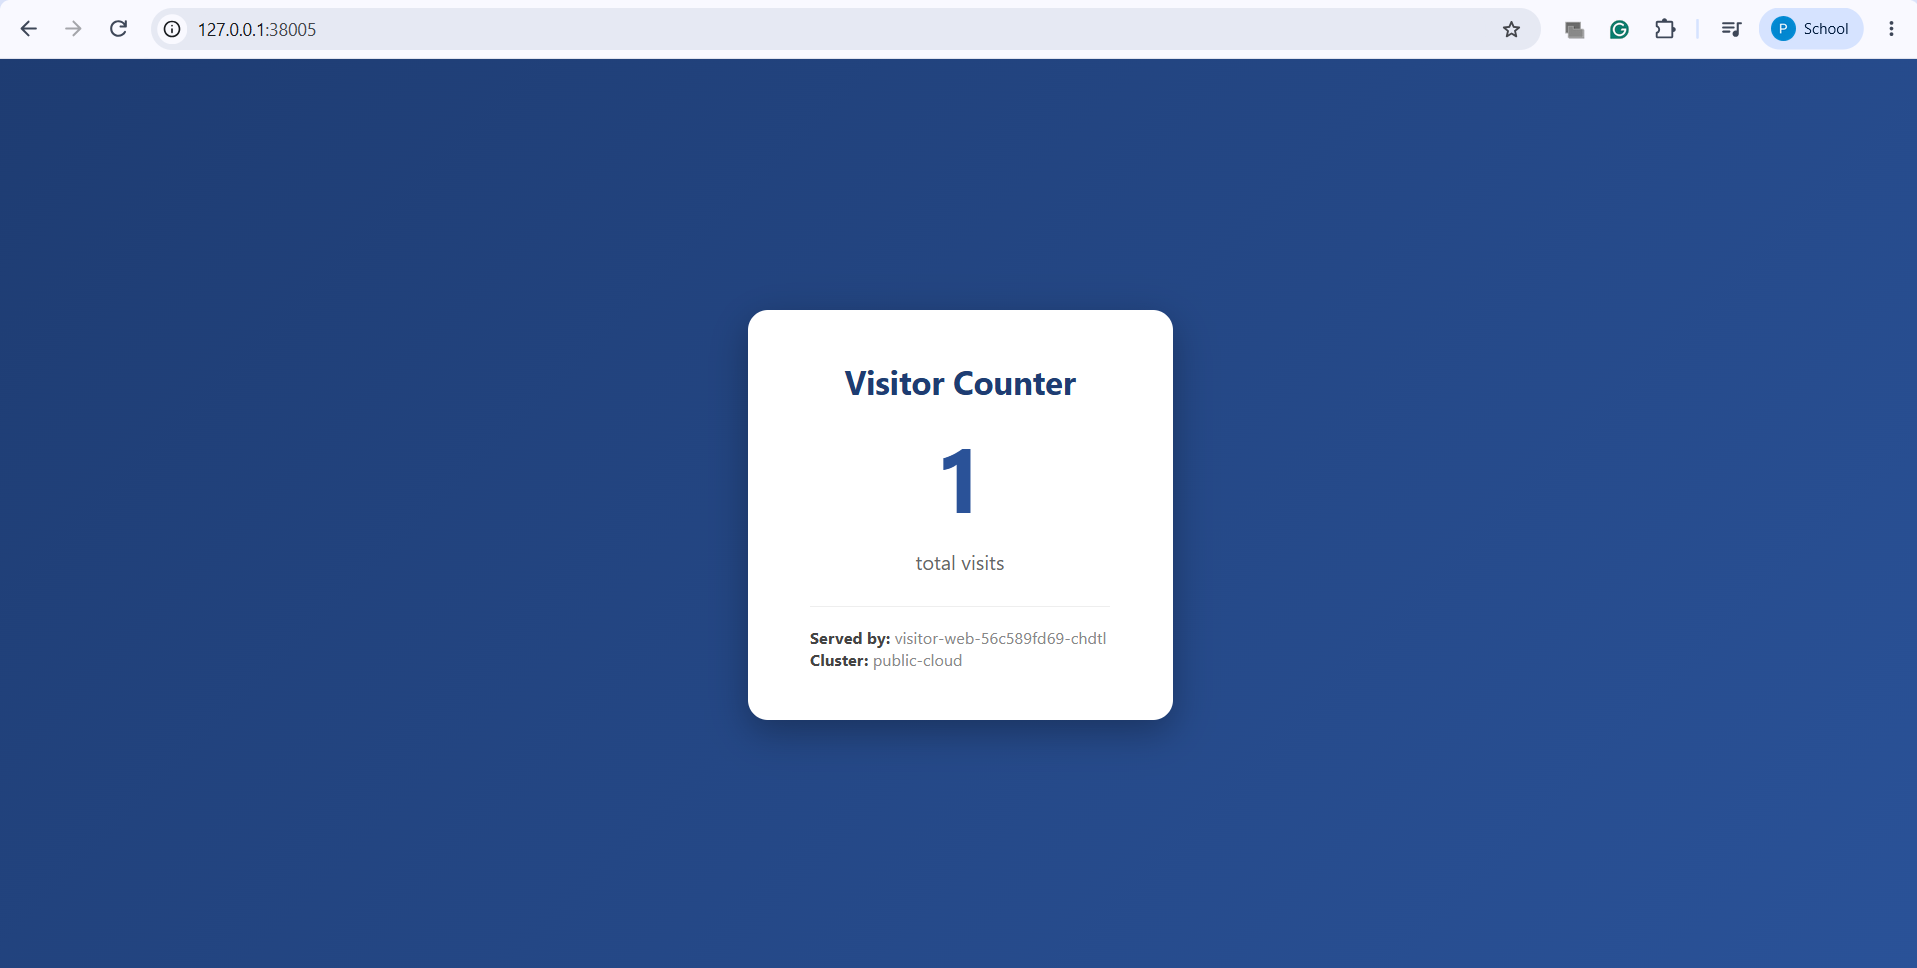 127.0.0.1:38005
P School
Visitor Counter
1
total visits
Served by: visitor-web-56c589fd69-chdtl
Cluster: public-cloud